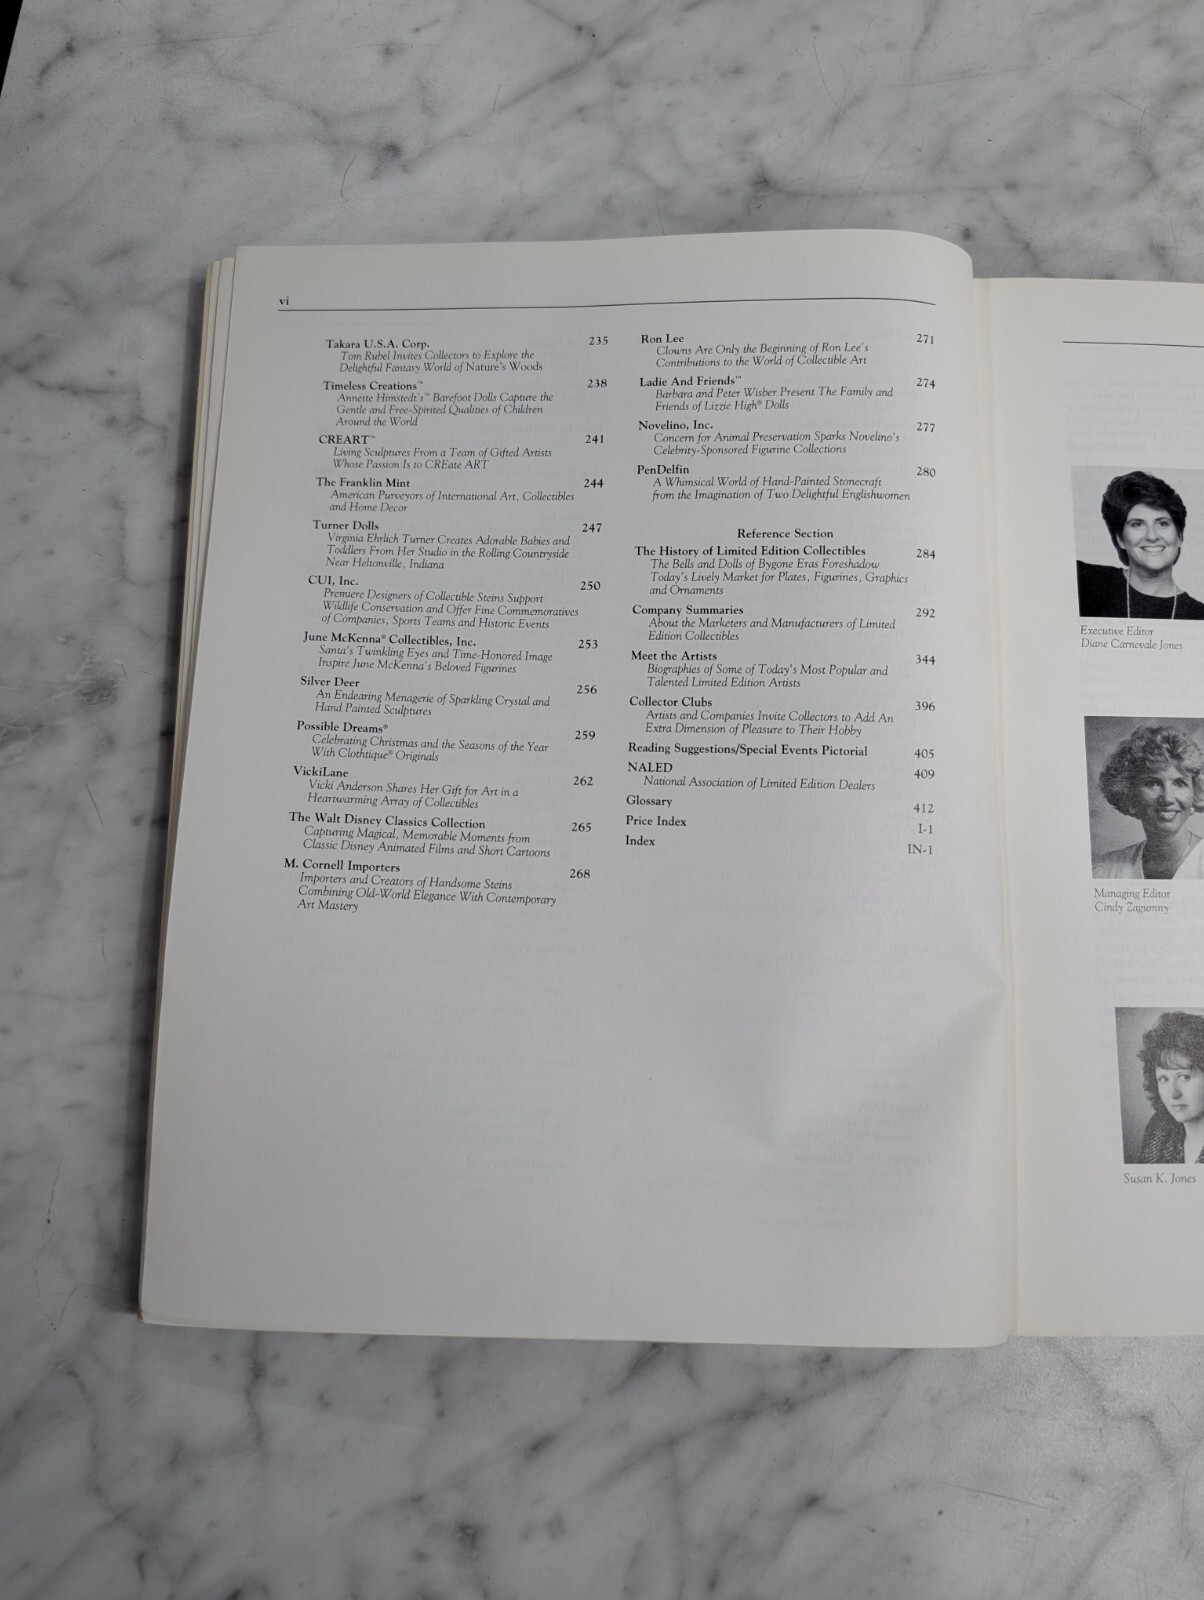 vi
Takara U.S.A. Corp. 235
Tom Rubel Invites Collectors to Explore the
Delightful Fantasy World of Nature's Woods
Timeless Creations™ 238
Annette Himstedt's™ Barefoot Dolls Capture the
Gentle and Free-Spirited Qualities of Children
Around the World
CREART™ 241
Living Sculptures From a Team of Gifted Artists
Whose Passion Is to CREate ART
The Franklin Mint 244
American Purveyors of International Art, Collectibles
and Home Decor
Turner Dolls 247
Virginia Ehrlich Turner Creates Adorable Babies and
Toddlers From Her Studio in the Rolling Countryside
Near Heltonville, Indiana
CUI, Inc. 250
Premiere Designers of Collectible Steins Support
Wildlife Conservation and Offer Fine Commemoratives
of Companies, Sports Teams and Historic Events
June McKenna® Collectibles, Inc. 253
Santa's Twinkling Eyes and Time-Honored Image
Inspire June McKenna's Beloved Figurines
Silver Deer 256
An Endearing Menagerie of Sparkling Crystal and
Hand Painted Sculptures
Possible Dreams® 259
Celebrating Christmas and the Seasons of the Year
With Clothtique® Originals
VickiLane 262
Vicki Anderson Shares Her Gift for Art in a
Heartwarming Array of Collectibles
The Walt Disney Classics Collection 265
Capturing Magical, Memorable Moments from
Classic Disney Animated Films and Short Cartoons
M. Cornell Importers 268
Importers and Creators of Handsome Steins
Combining Old-World Elegance With Contemporary
Art Mastery
Ron Lee 271
Clowns Are Only the Beginning of Ron Lee's
Contributions to the World of Collectible Art
Ladie And Friends™ 274
Barbara and Peter Wisber Present The Family and
Friends of Lizzie High® Dolls
Novelino, Inc. 277
Concern for Animal Preservation Sparks Novelino's
Celebrity-Sponsored Figurine Collections
PenDelfin 280
A Whimsical World of Hand-Painted Stonecraft
from the Imagination of Two Delightful Englishwomen
Reference Section
The History of Limited Edition Collectibles 284
The Bells and Dolls of Bygone Eras Foreshadow
Today's Lively Market for Plates, Figurines, Graphics
and Ornaments
Company Summaries 292
About the Marketers and Manufacturers of Limited
Edition Collectibles
Meet the Artists 344
Biographies of Some of Today's Most Popular and
Talented Limited Edition Artists
Collector Clubs 396
Artists and Companies Invite Collectors to Add An
Extra Dimension of Pleasure to Their Hobby
Reading Suggestions/Special Events Pictorial 405
NALED 409
National Association of Limited Edition Dealers
Glossary 412
Price Index I-1
Index IN-1
Executive Editor
Diane Carnevale Jones
Managing Editor
Cindy Zagumny
Susan K. Jones